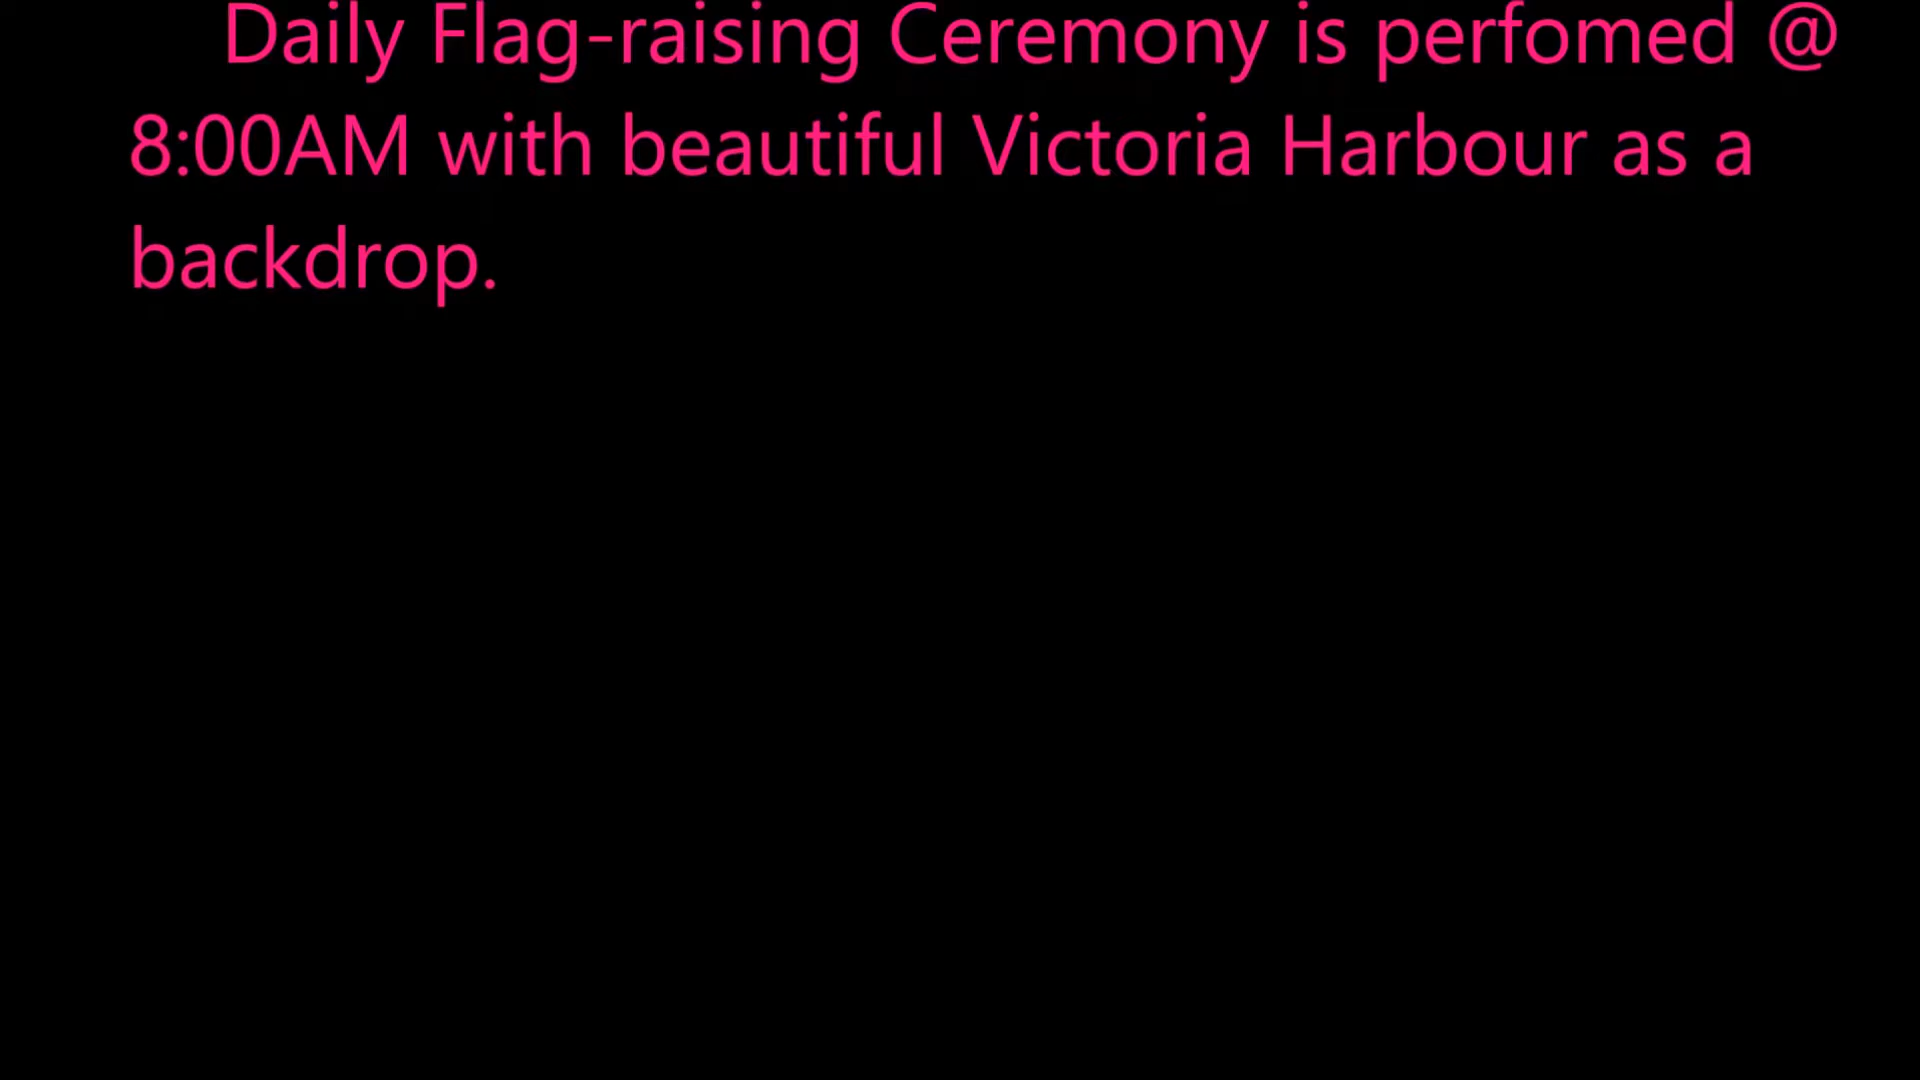 Daily Flag-raising Ceremony is perfomed @
8:00AM with beautiful Victoria Harbour as a
backdrop.